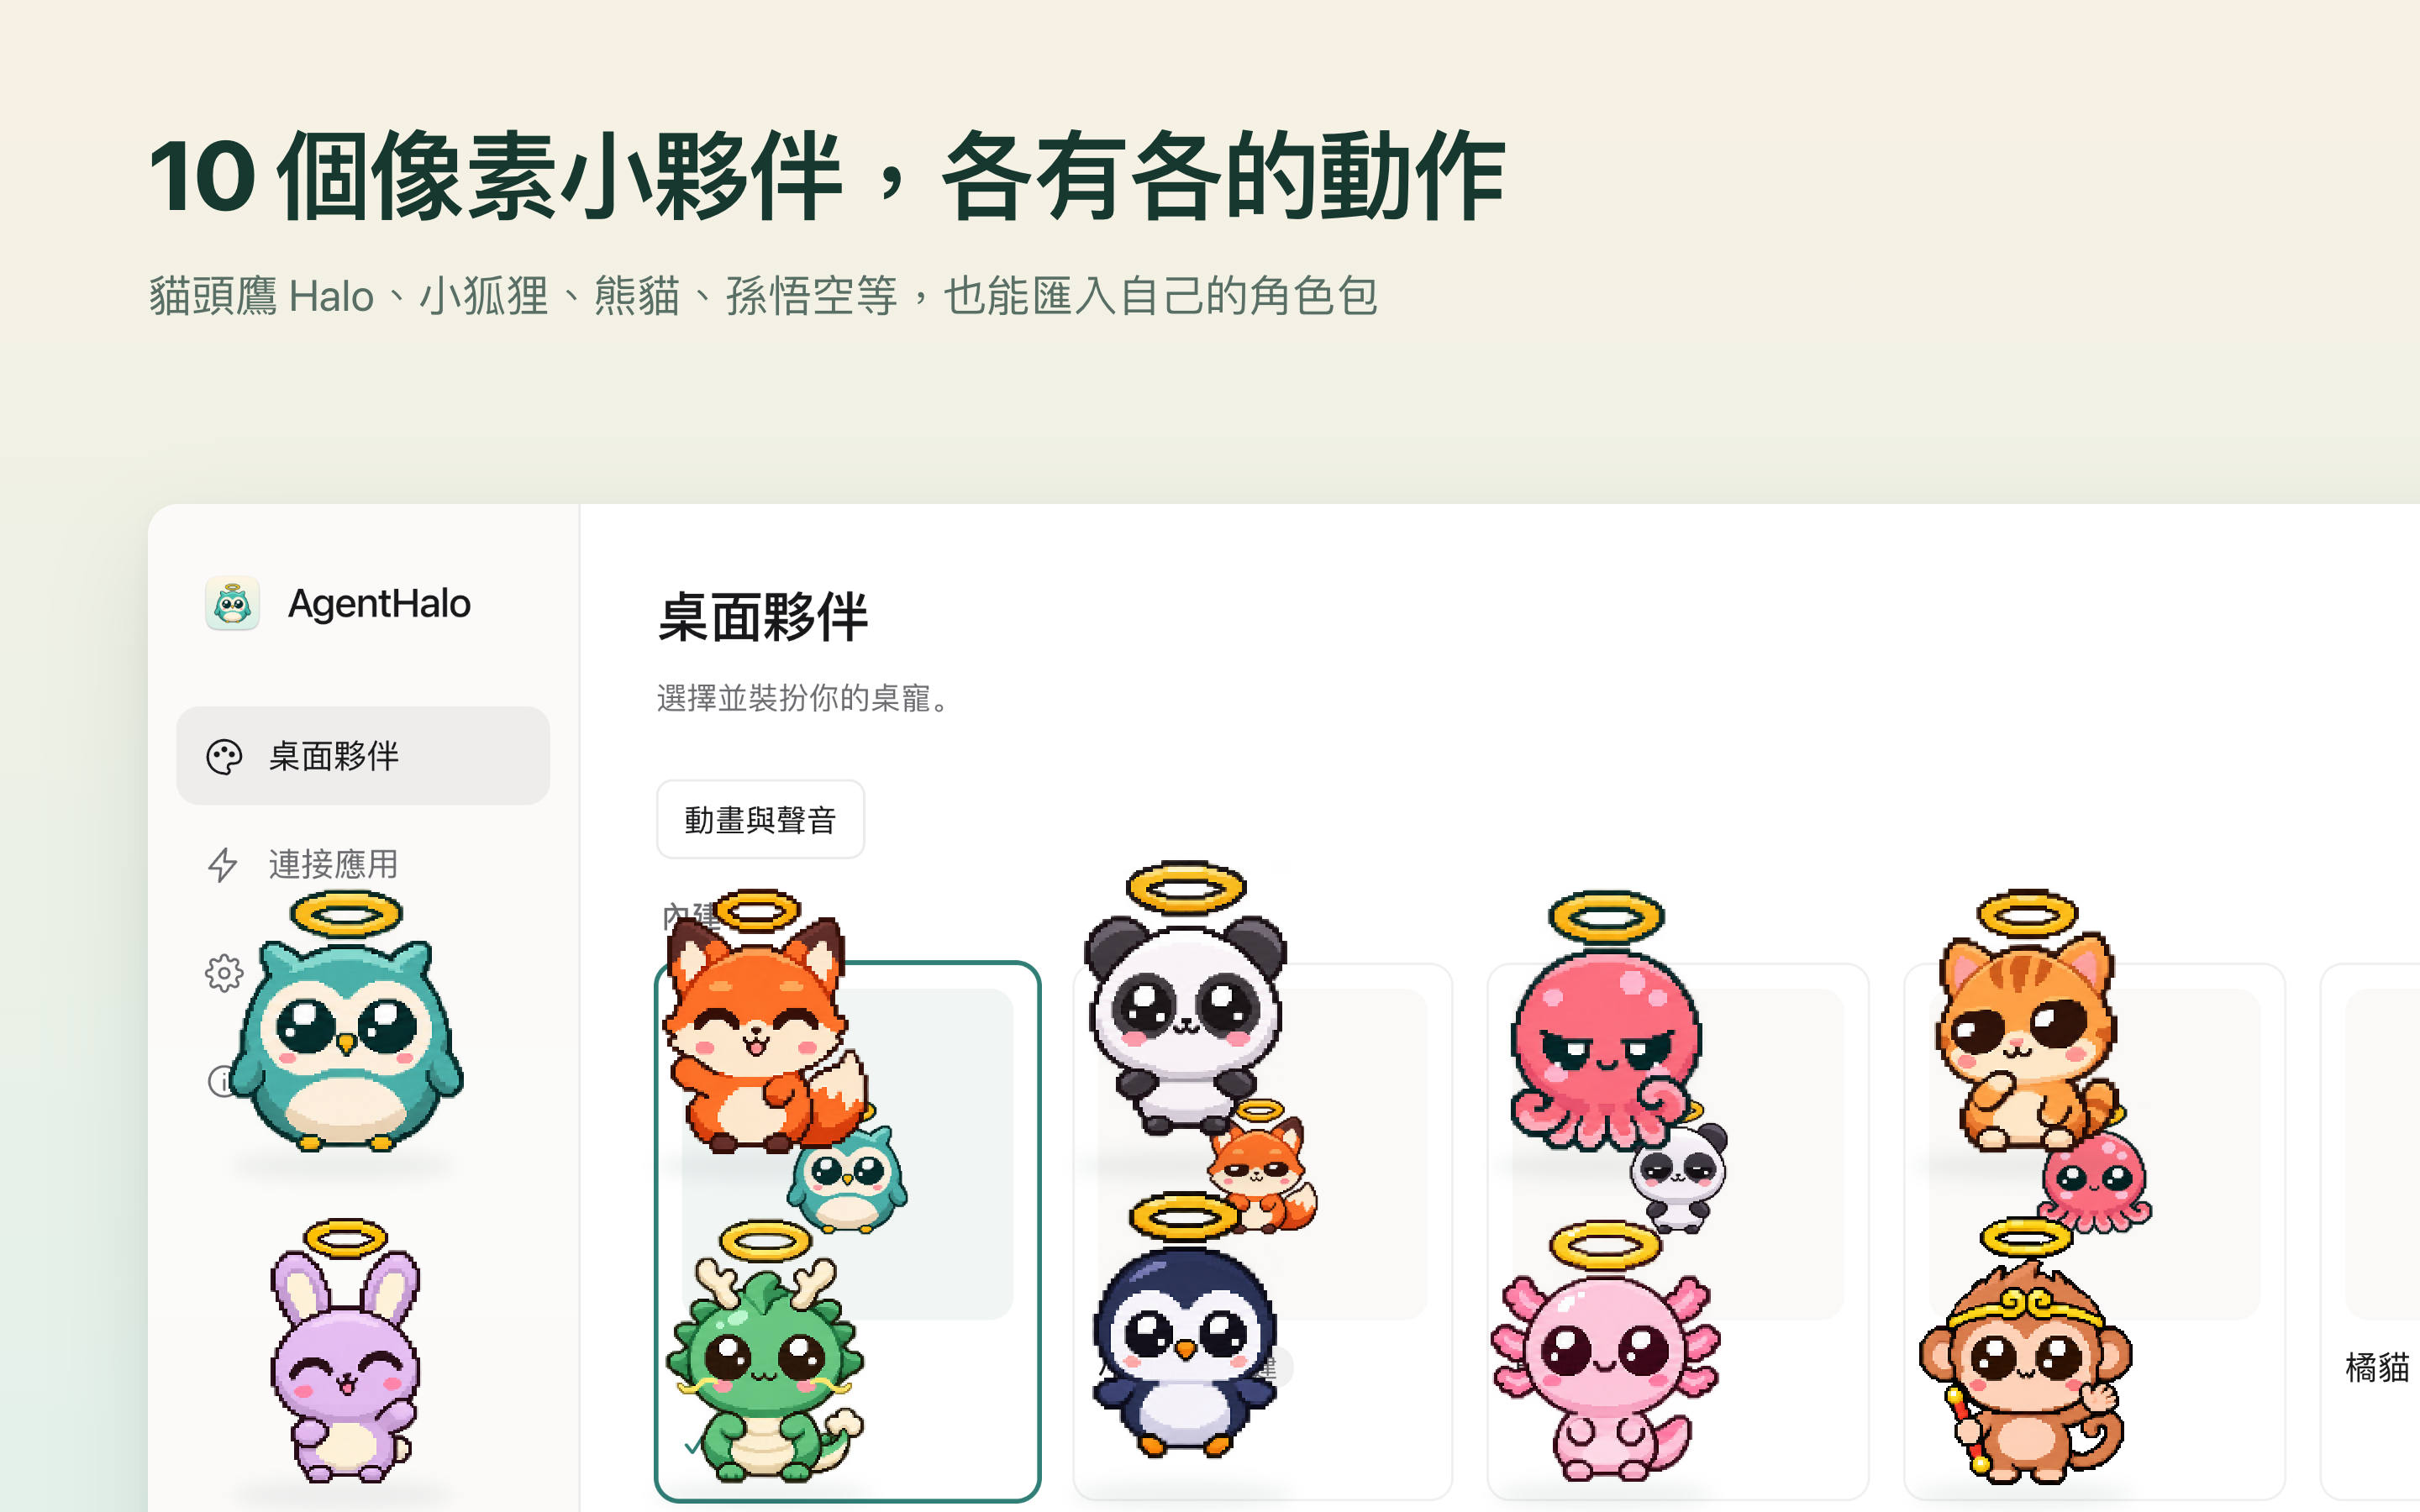 10 個像素小夥伴，各有各的動作
貓頭鷹 Halo、小狐狸、熊貓、孫悟空等，也能匯入自己的角色包
AgentHalo
桌面夥伴
連接應用
桌面夥伴
選擇並裝扮你的桌寵。
動畫與聲音
內建
橘貓